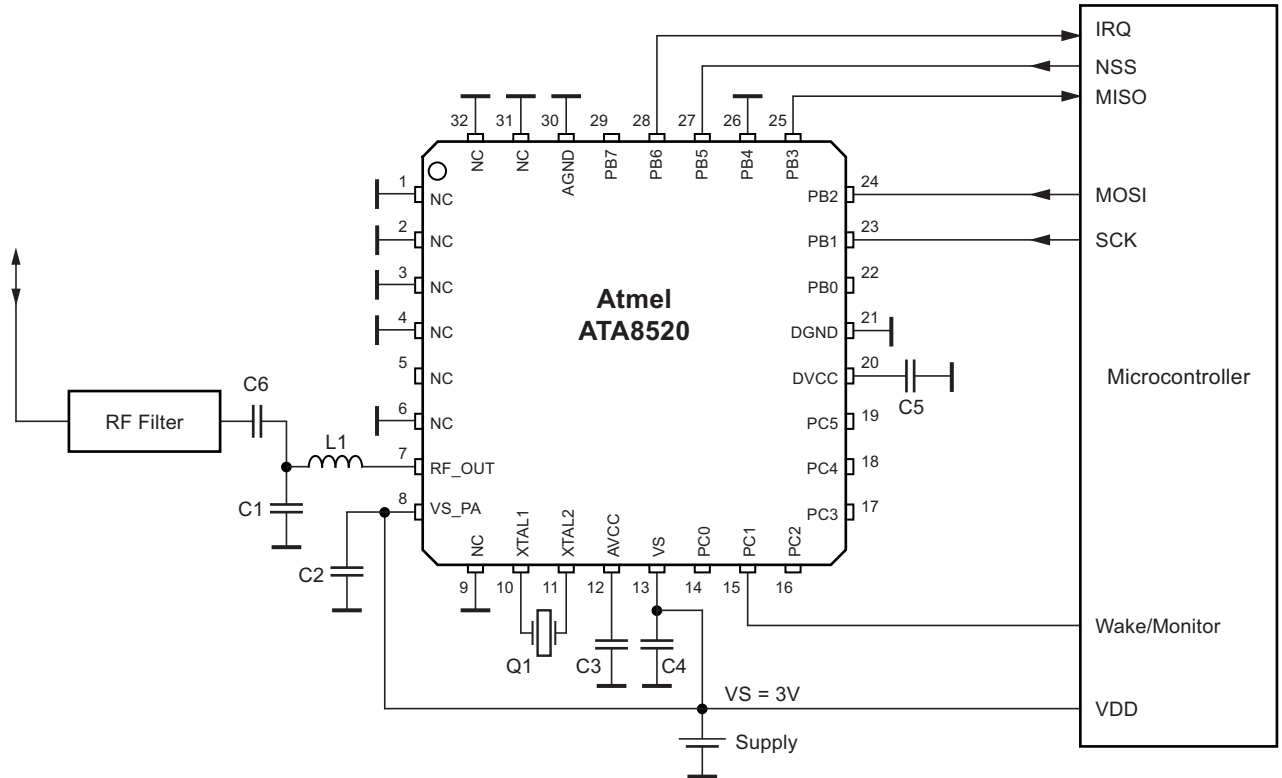 IRQ
NSS
MISO
32
31
30
29
28
27
26
25
NC
NC
AGND
PB7
PB6
PB5
PB4
PB3
1
NC
2
NC
3
NC
4
NC
5
NC
6
NC
7
RF_OUT
8
VS_PA
24
PB2
MOSI
23
PB1
SCK
22
PB0
21
DGND
20
DVCC
19
PC5
18
PC4
17
PC3
Atmel
ATA8520
Microcontroller
C5
C6
RF Filter
L1
C1
C2
NC
XTAL1
XTAL2
AVCC
VS
PC0
PC1
PC2
9
10
11
12
13
14
15
16
Q1
C3
C4
Wake/Monitor
VS = 3V
VDD
Supply